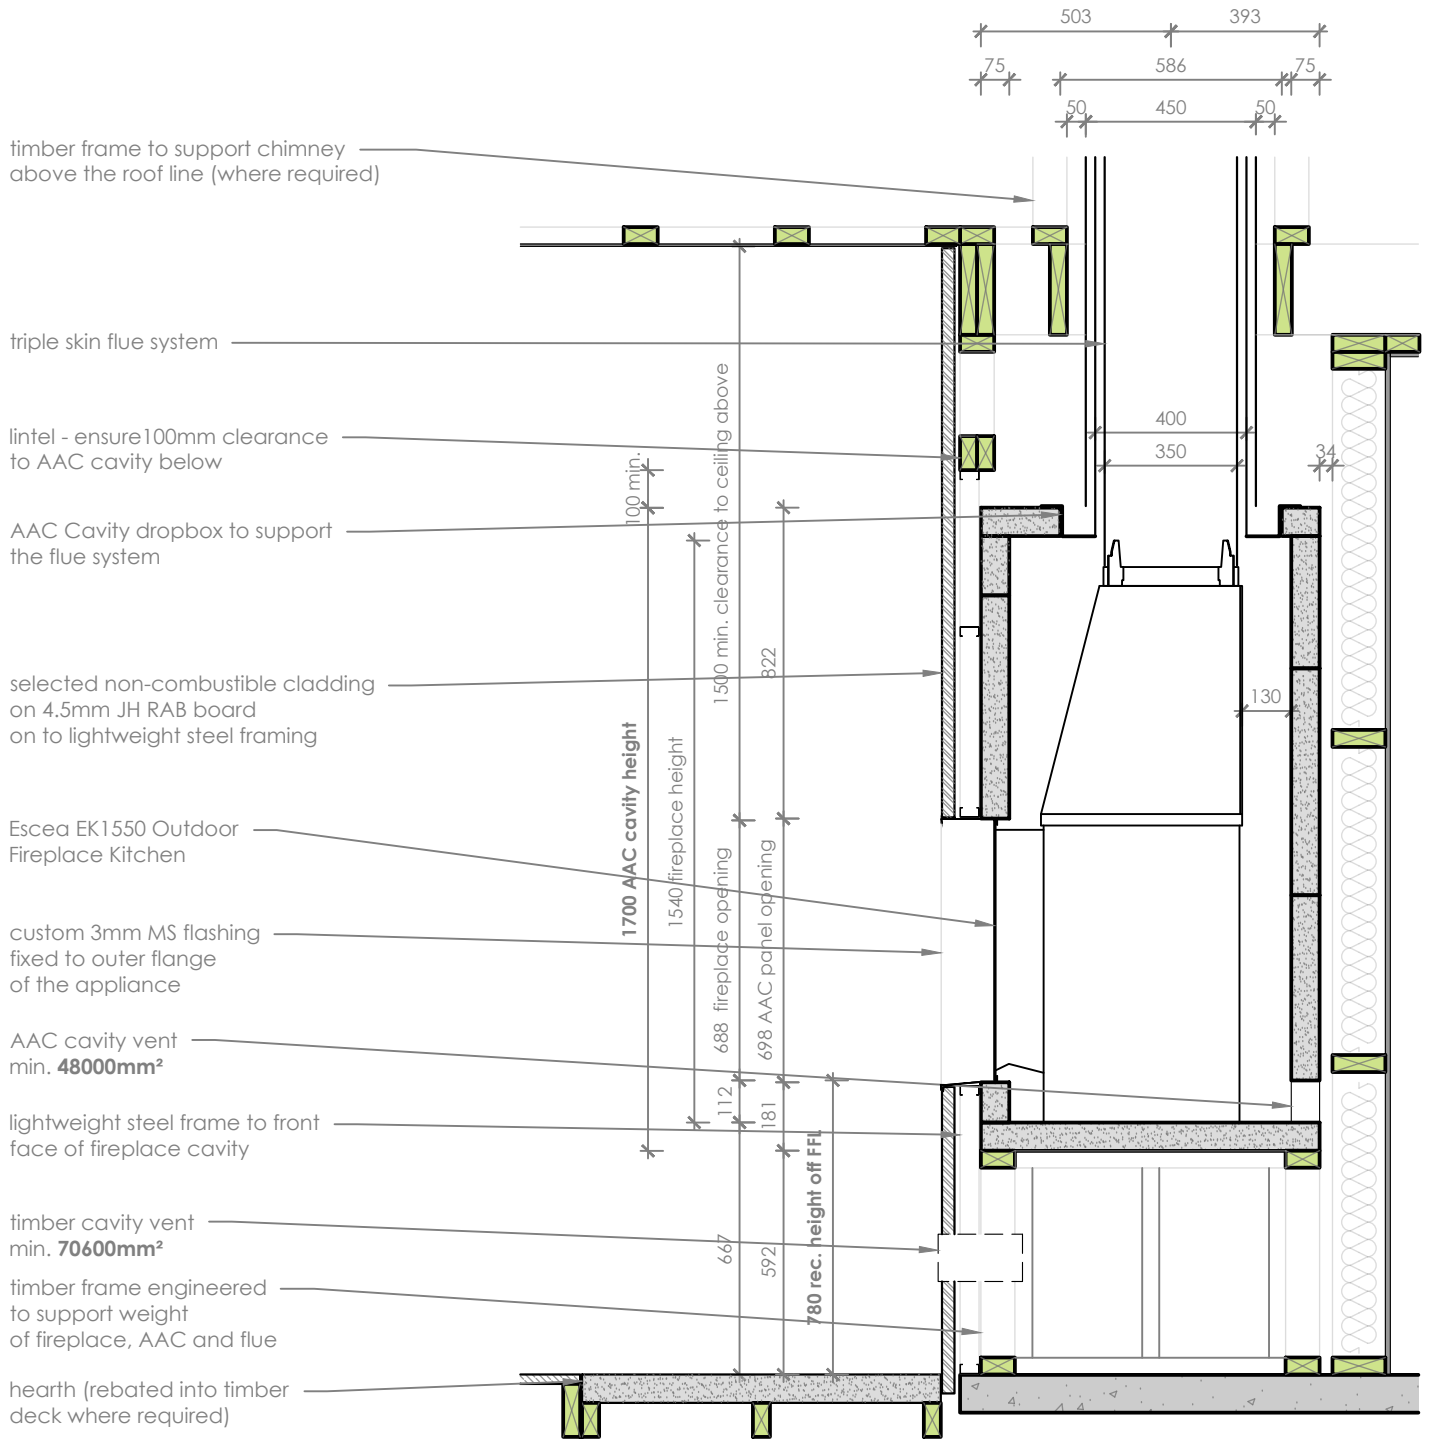 503
393
75
586
75
50
450
50
timber frame to support chimney
above the roof line (where required)
triple skin flue system
lintel - ensure100mm clearance
to AAC cavity below
AAC Cavity dropbox to support
the flue system
selected non-combustible cladding
on 4.5mm JH RAB board
on to lightweight steel framing
Escea EK1550 Outdoor
Fireplace Kitchen
custom 3mm MS flashing
fixed to outer flange
of the appliance
AAC cavity vent
min. 48000mm²
lightweight steel frame to front
face of fireplace cavity
timber cavity vent
min. 70600mm²
timber frame engineered
to support weight
of fireplace, AAC and flue
hearth (rebated into timber
deck where required)
100 min.
1700 AAC cavity height
1540 fireplace height
1500 min. clearance to ceiling above
688 fireplace opening
112
667
822
698 AAC panel opening
181
592
780 rec. height off FFL
400
350
34
130